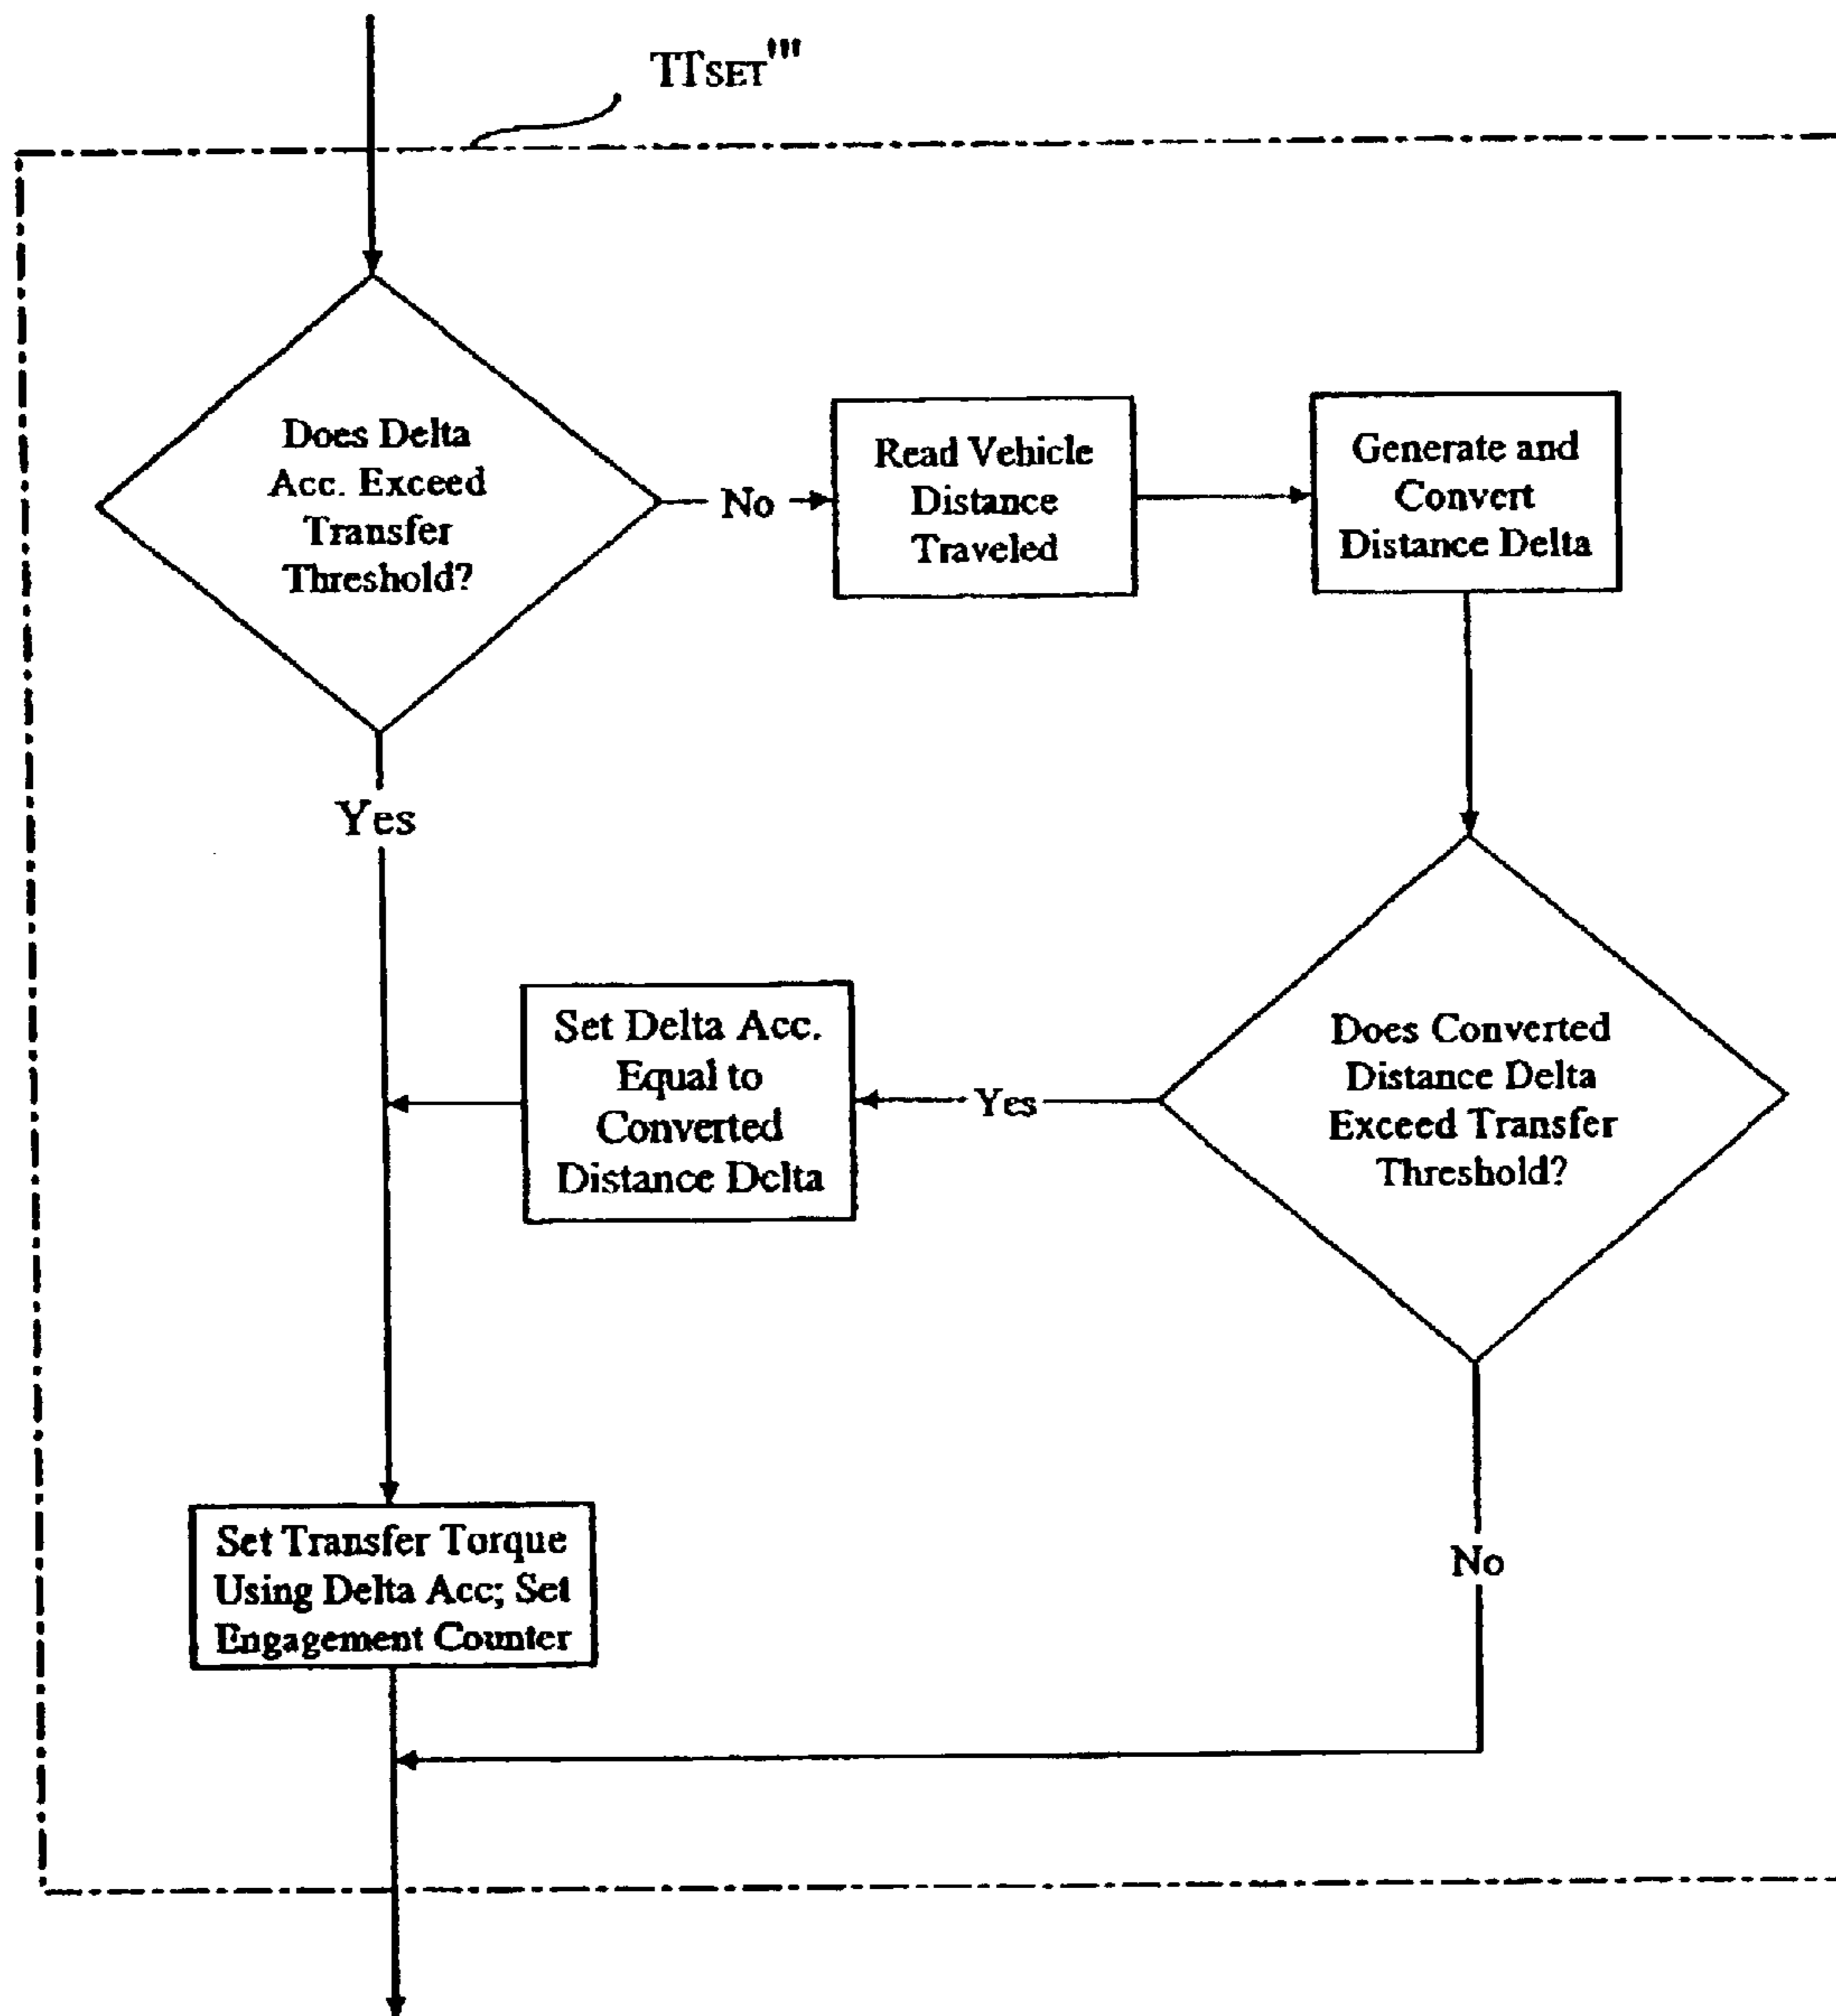 TTSET'''
Does Delta
Acc. Exceed
Transfer
Threshold?
No
Read Vehicle
Distance
Traveled
Generate and
Convert
Distance Delta
Yes
Set Delta Acc.
Equal to
Converted
Distance Delta
Yes
Does Converted
Distance Delta
Exceed Transfer
Threshold?
Set Transfer Torque
Using Delta Acc; Set
Engagement Counter
No